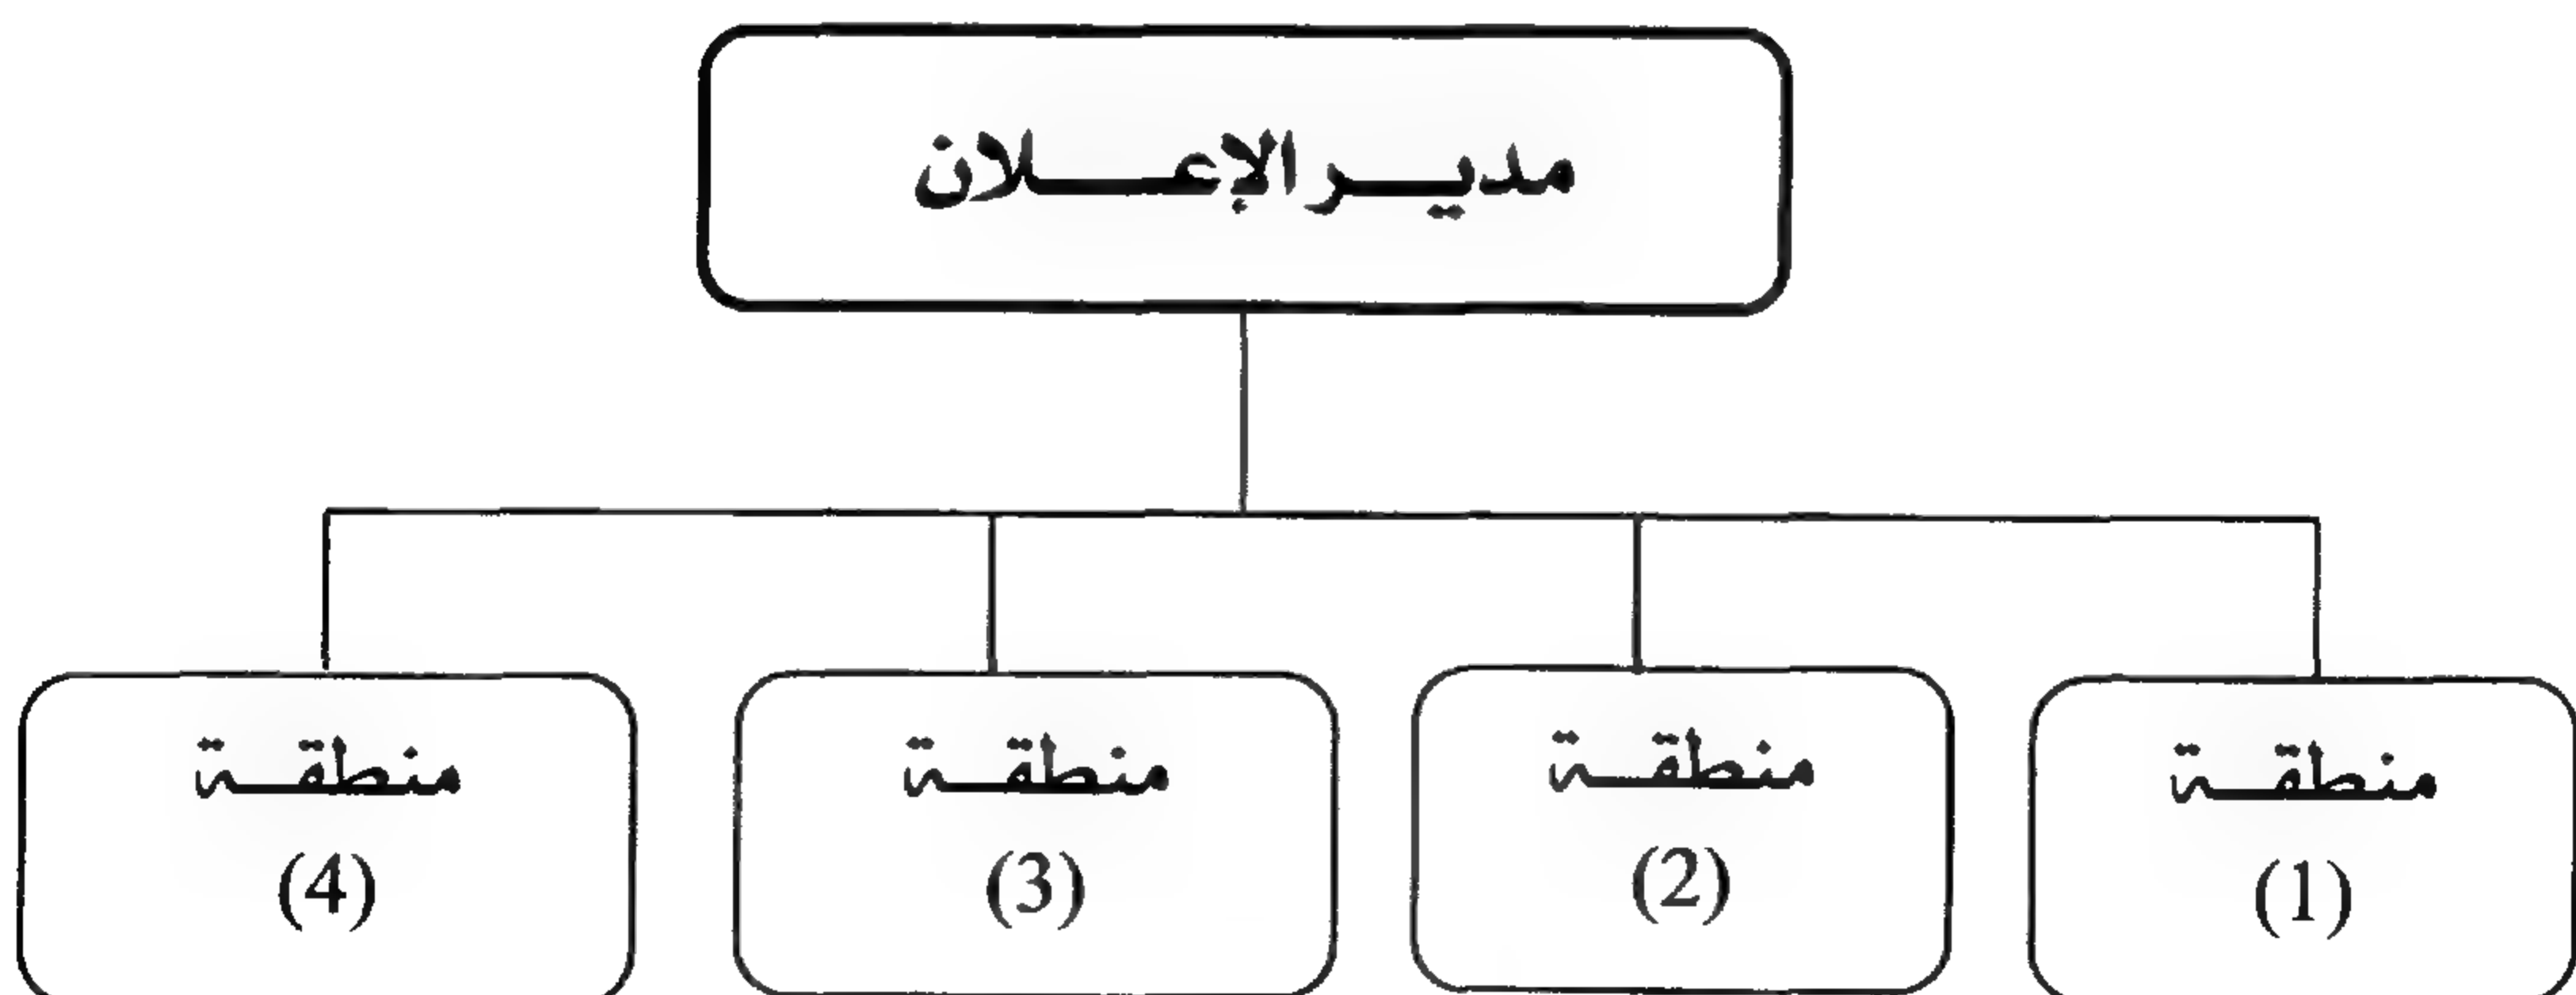 مدير الإعلان
منطقة
(1)
منطقة
(2)
منطقة
(3)
منطقة
(4)